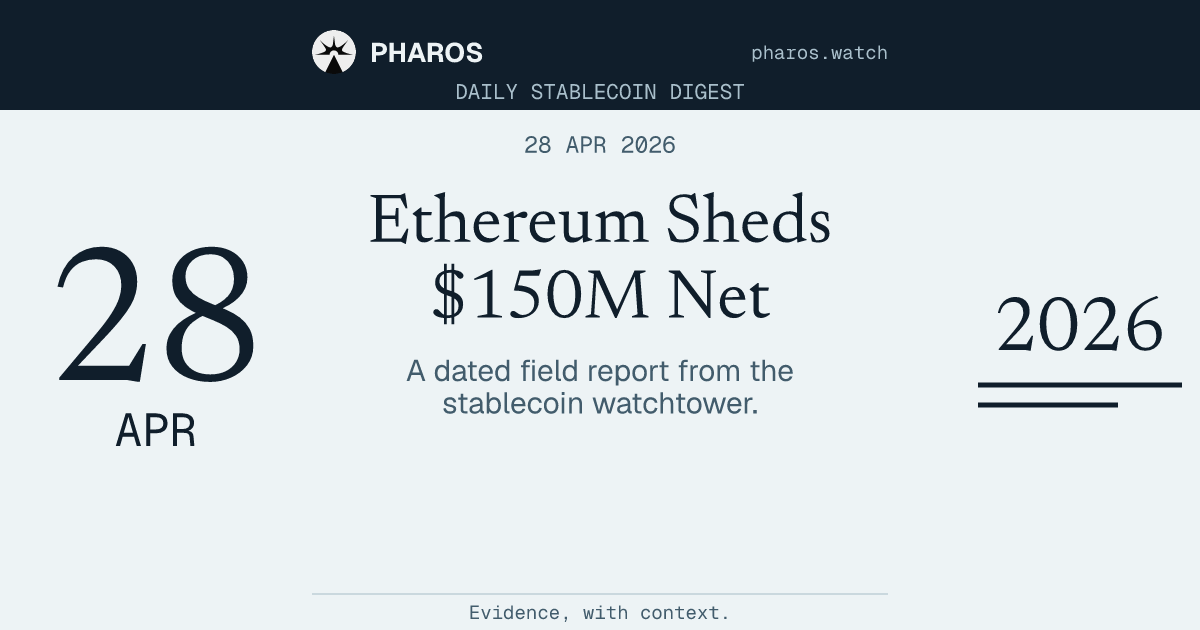 PHAROS
pharos.watch
DAILY STABLECOIN DIGEST
28 APR 2026
Ethereum Sheds
$150M Net
A dated field report from the
stablecoin watchtower.
28
APR
2026
Evidence, with context.